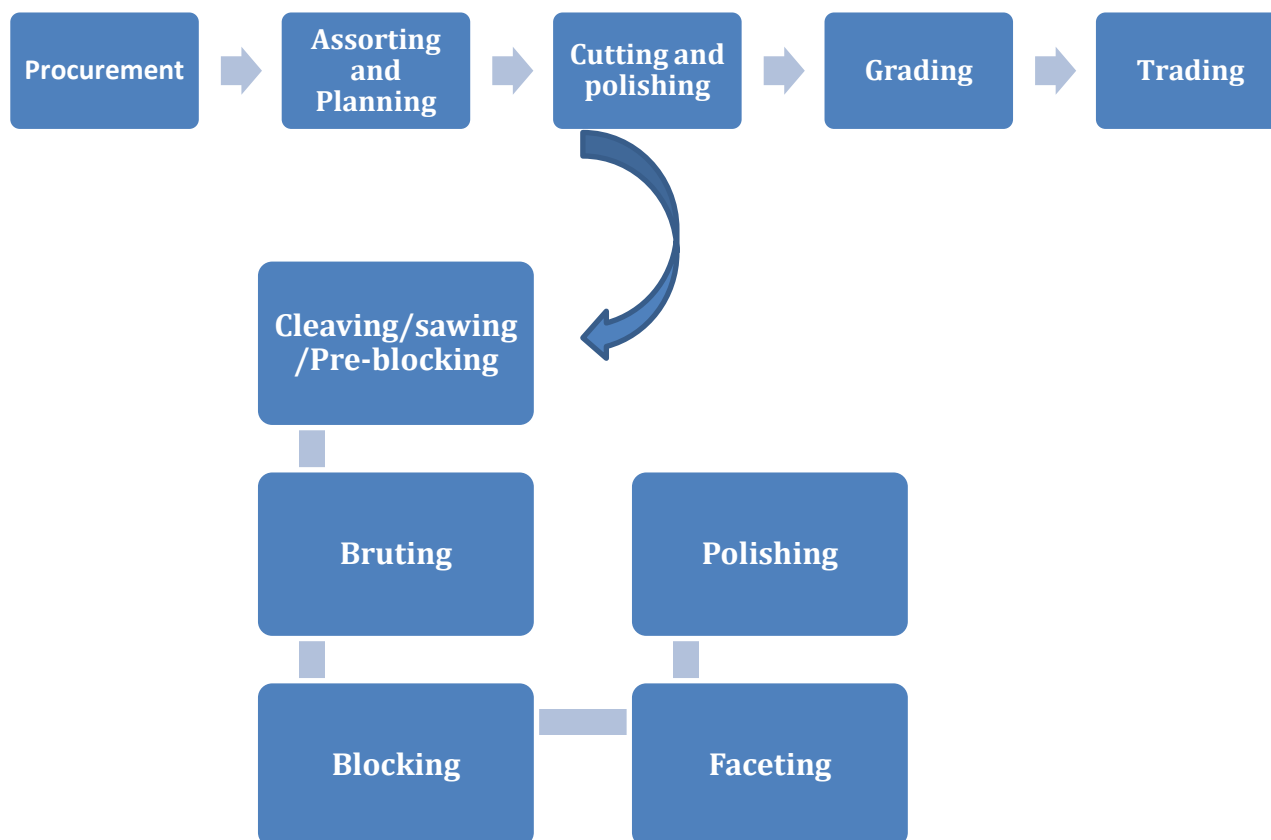 Procurement
Assorting
and
Planning
Cutting and
polishing
Grading
Trading
Cleaving/sawing
/Pre-blocking
Bruting
Polishing
Blocking
Faceting